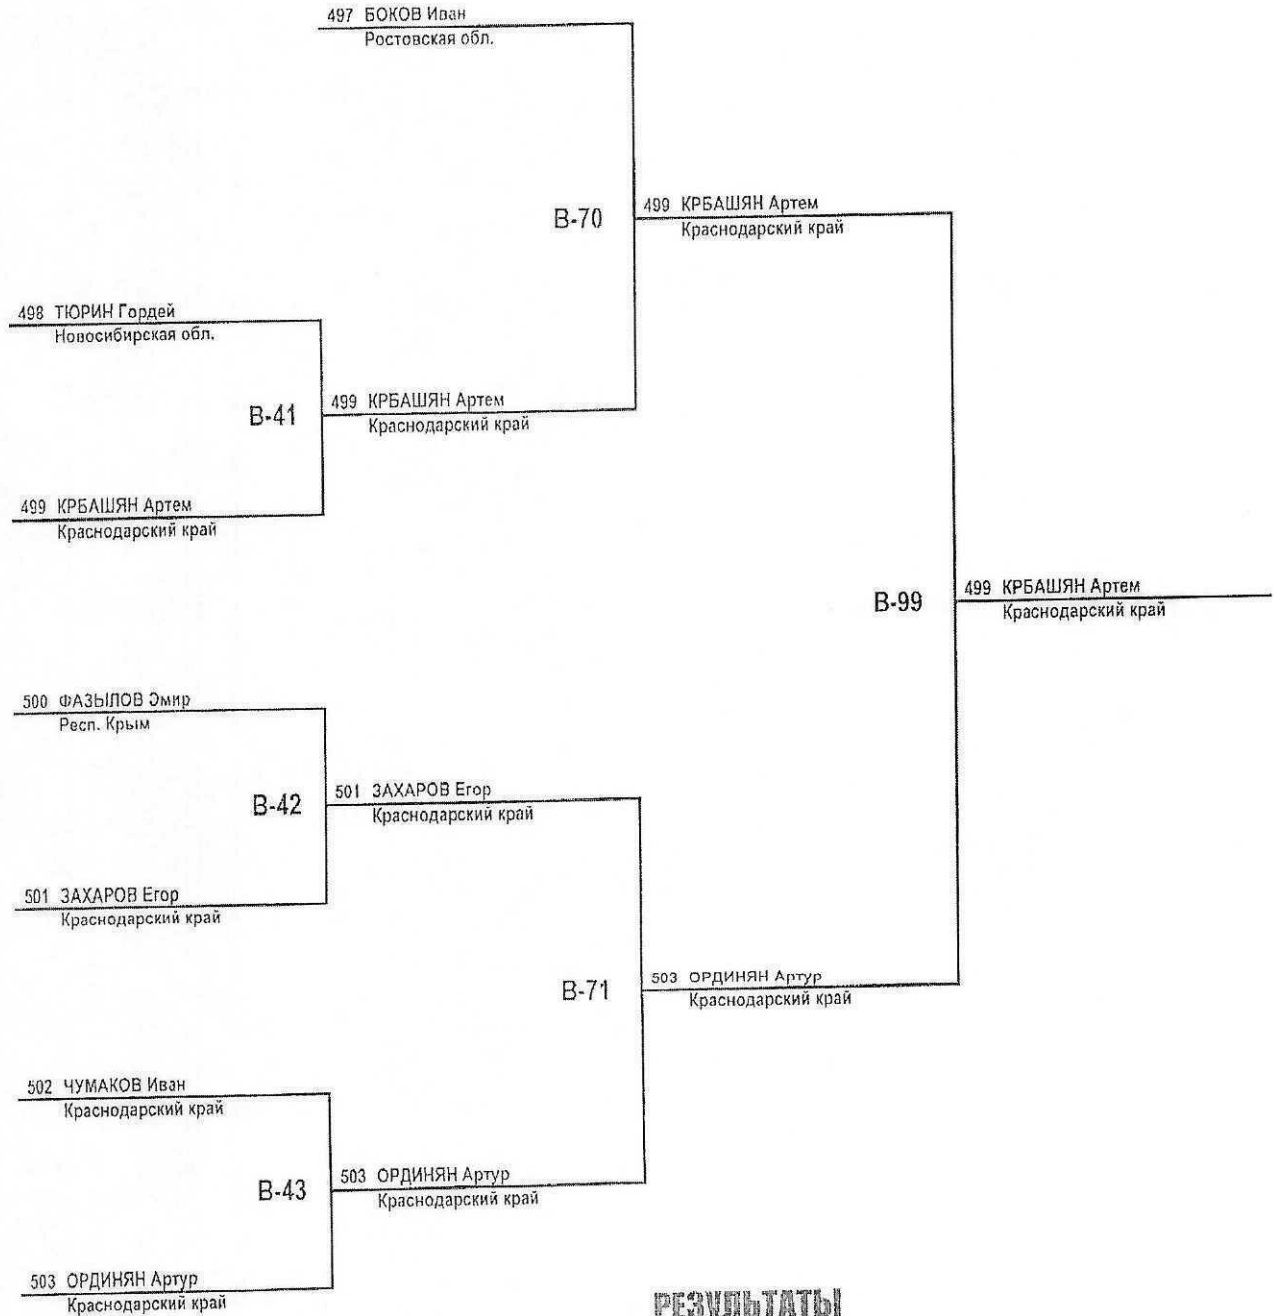 497 БОКОВ Иван
Ростовская обл.
B-70
499 КРБАШЯН Артем
Краснодарский край
498 ТЮРИН Гордей
Новосибирская обл.
B-41
499 КРБАШЯН Артем
Краснодарский край
499 КРБАШЯН Артем
Краснодарский край
B-99
499 КРБАШЯН Артем
Краснодарский край
500 ФАЗЫЛОВ Эмир
Респ. Крым
B-42
501 ЗАХАРОВ Егор
Краснодарский край
501 ЗАХАРОВ Егор
Краснодарский край
B-71
503 ОРДИНЯН Артур
Краснодарский край
502 ЧУМАКОВ Иван
Краснодарский край
B-43
503 ОРДИНЯН Артур
Краснодарский край
503 ОРДИНЯН Артур
Краснодарский край
РЕЗУЛЬТАТЫ